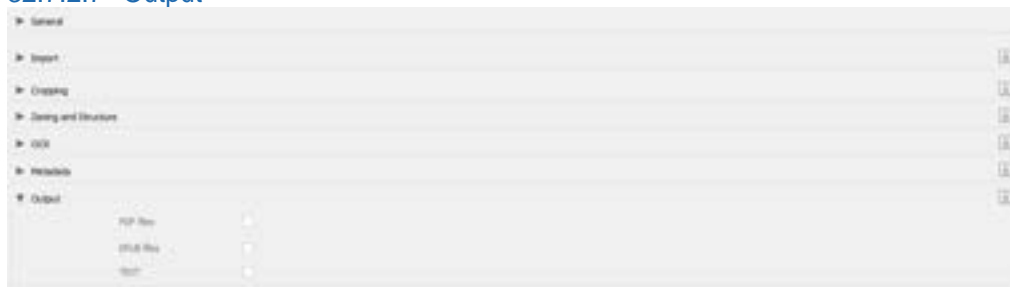 Output
General
Import
Cropping
Zoning and Structure
OCR
Metadata
Output
PDF files
EPUB files
TEXT